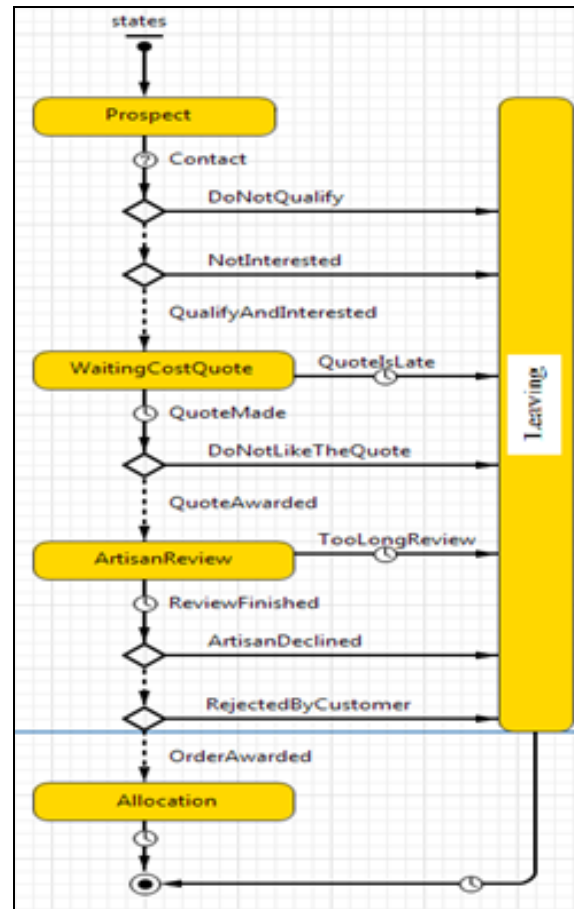 states
Prospect
Contact
DoNotQualify
NotInterested
QualifyAndInterested
WaitingCostQuote
QuoteIsLate
Leaving
QuoteMade
DoNotLikeTheQuote
QuoteAwarded
TooLongReview
ArtisanReview
ReviewFinished
ArtisanDeclined
RejectedByCustomer
OrderAwarded
Allocation